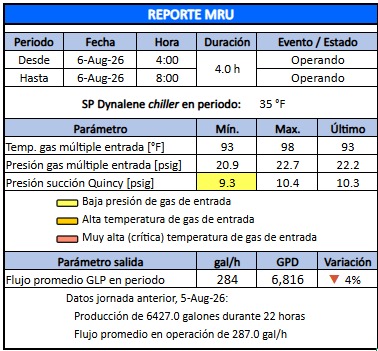 REPORTE MRU
Periodo Fecha Hora Duración Evento / Estado
Desde 6-Aug-26 4:00 4.0 h Operando
Hasta 6-Aug-26 8:00 Operando
SP Dynalene chiller en periodo: 35 °F
Parámetro Mín. Max. Último
Temp. gas múltiple entrada [°F] 93 98 93
Presión gas múltiple entrada [psig] 20.9 22.7 22.2
Presión succión Quincy [psig] 9.3 10.4 10.3
Baja presión de gas de entrada
Alta temperatura de gas de entrada
Muy alta (crítica) temperatura de gas de entrada
Parámetro salida gal/h GPD Variación
Flujo promedio GLP en periodo 284 6,816 ▼ 4%
Datos jornada anterior, 5-Aug-26:
Producción de 6427.0 galones durante 22 horas
Flujo promedio en operación de 287.0 gal/h